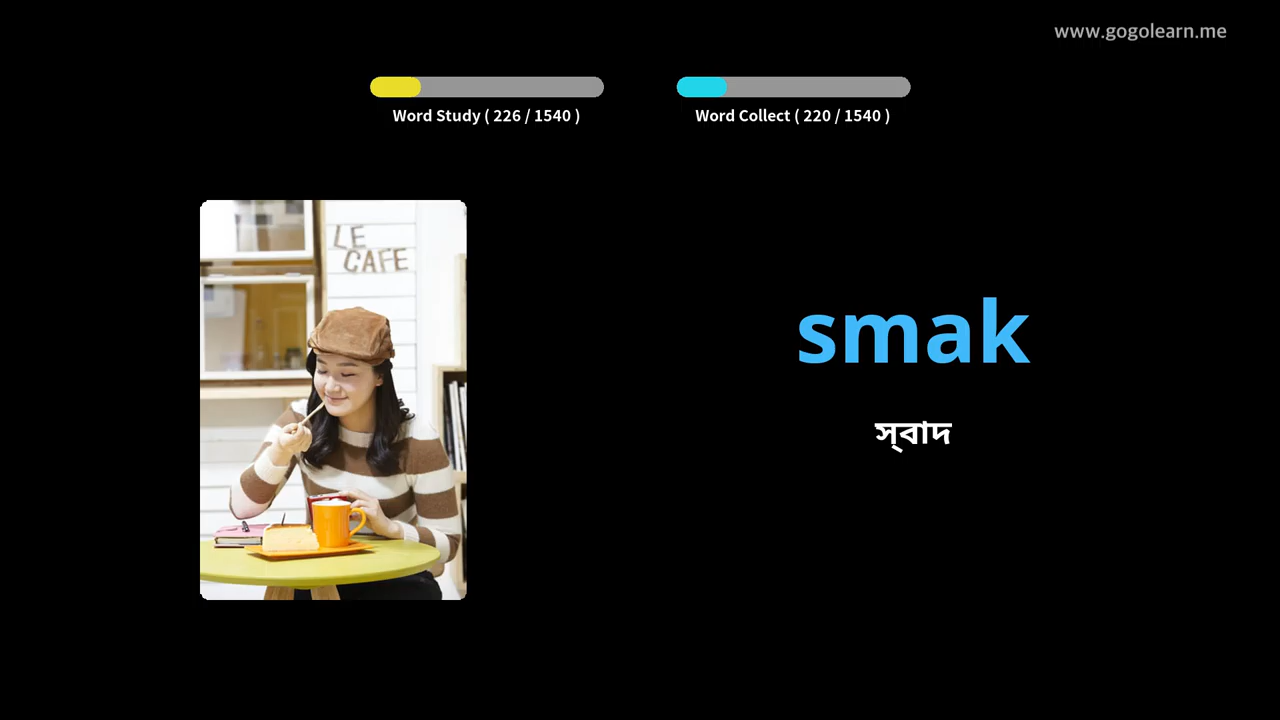 www.gogolearn.me
Word Study ( 226 / 1540 )
Word Collect ( 220 / 1540 )
LE
CAFE
smak
স্বাদ